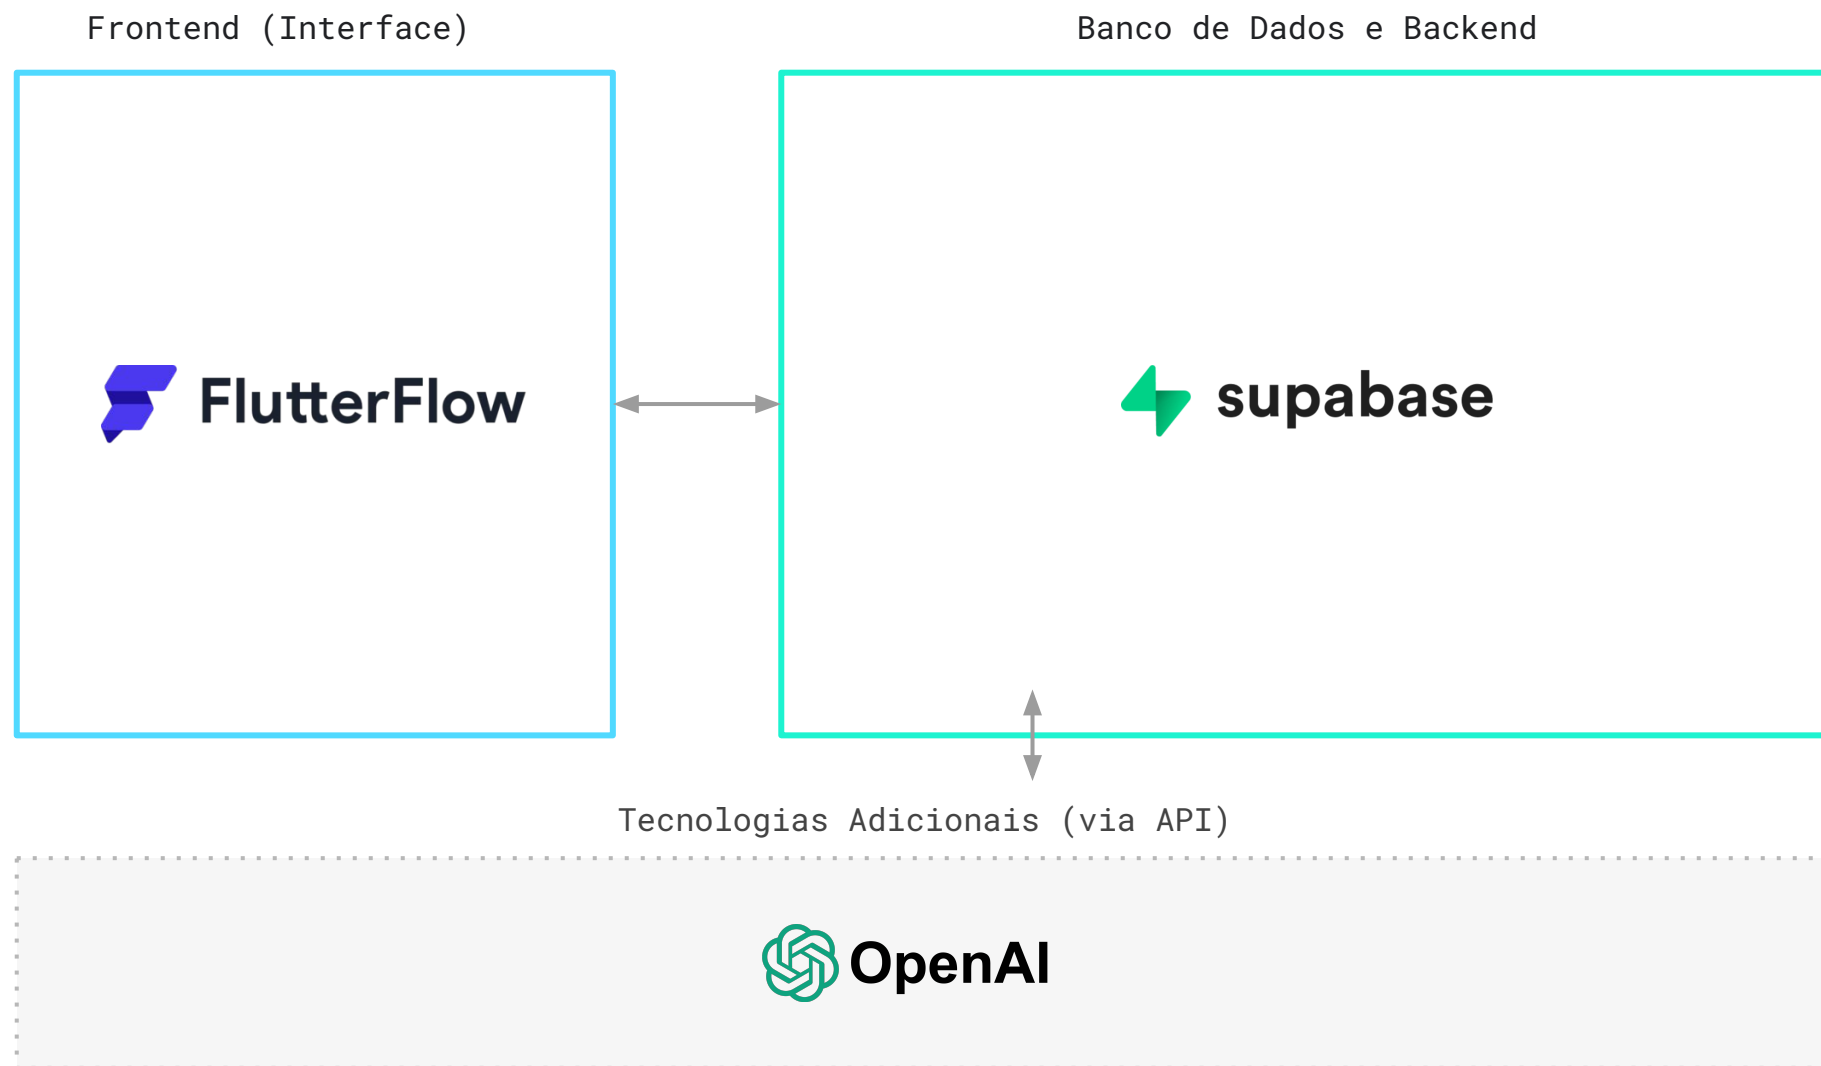 Frontend (Interface)
Banco de Dados e Backend
FlutterFlow
supabase
Tecnologias Adicionais (via API)
OpenAI